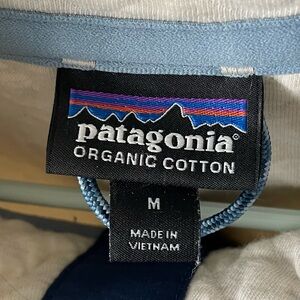 patagonia®
ORGANIC COTTON
M
MADE IN
VIETNAM